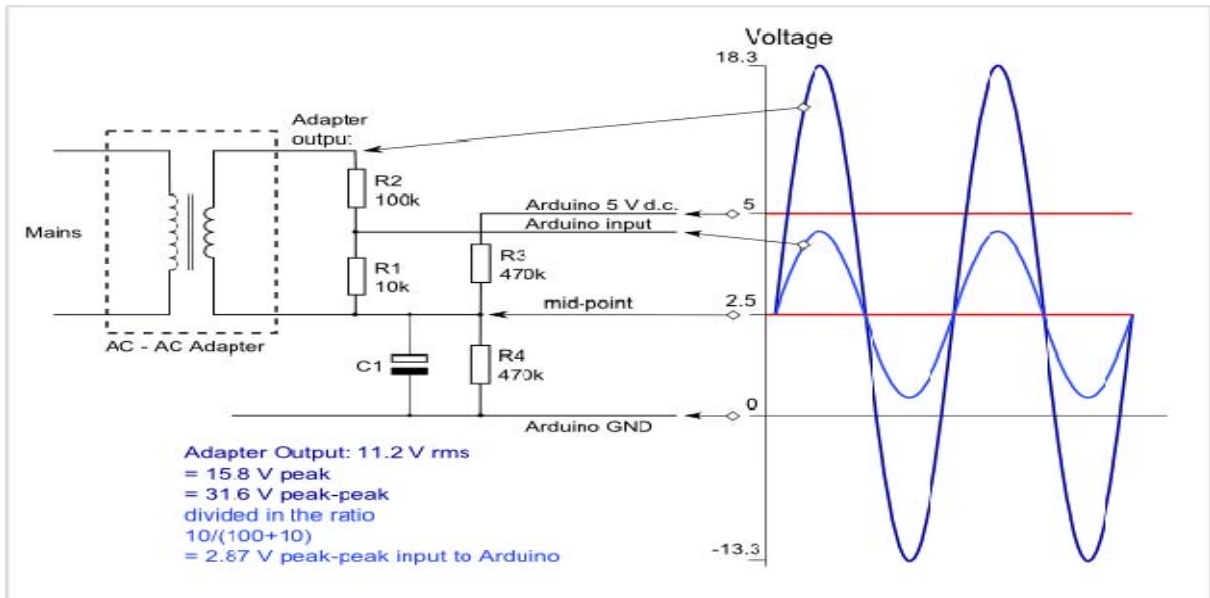 Voltage
18.3
Adapter
output:
R2
100k
Arduino 5 V d.c.
5
Arduino input
Mains
R1
10k
R3
470k
mid-point
2.5
AC - AC Adapter
C1
R4
470k
0
Arduino GND
Adapter Output: 11.2 V rms
= 15.8 V peak
= 31.6 V peak-peak
divided in the ratio
10/(100+10)
= 2.87 V peak-peak input to Arduino
-13.3